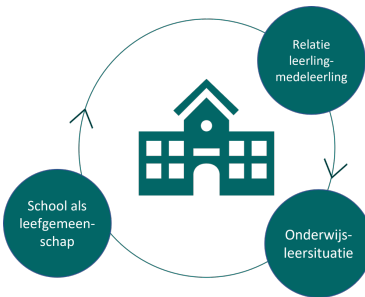 Relatie
leerling-
medeleerling
Onderwijs-
leersituatie
School als
leefgemeen-
schap